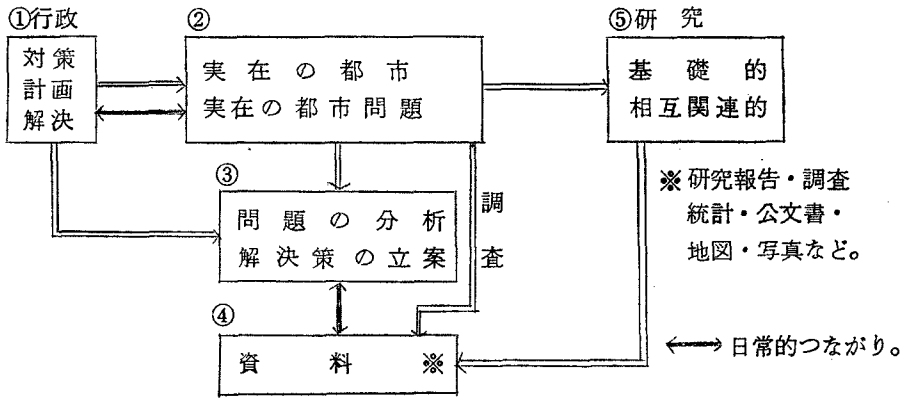 ①行政
対策
計画
解決
②
実在の都市
実在の都市問題
⑤研究
基礎的
相互関連的
③
問題の分析
解決策の立案
調査
※研究報告・調査
統計・公文書・
地図・写真など。
④
資料※
⟷日常的つながり。